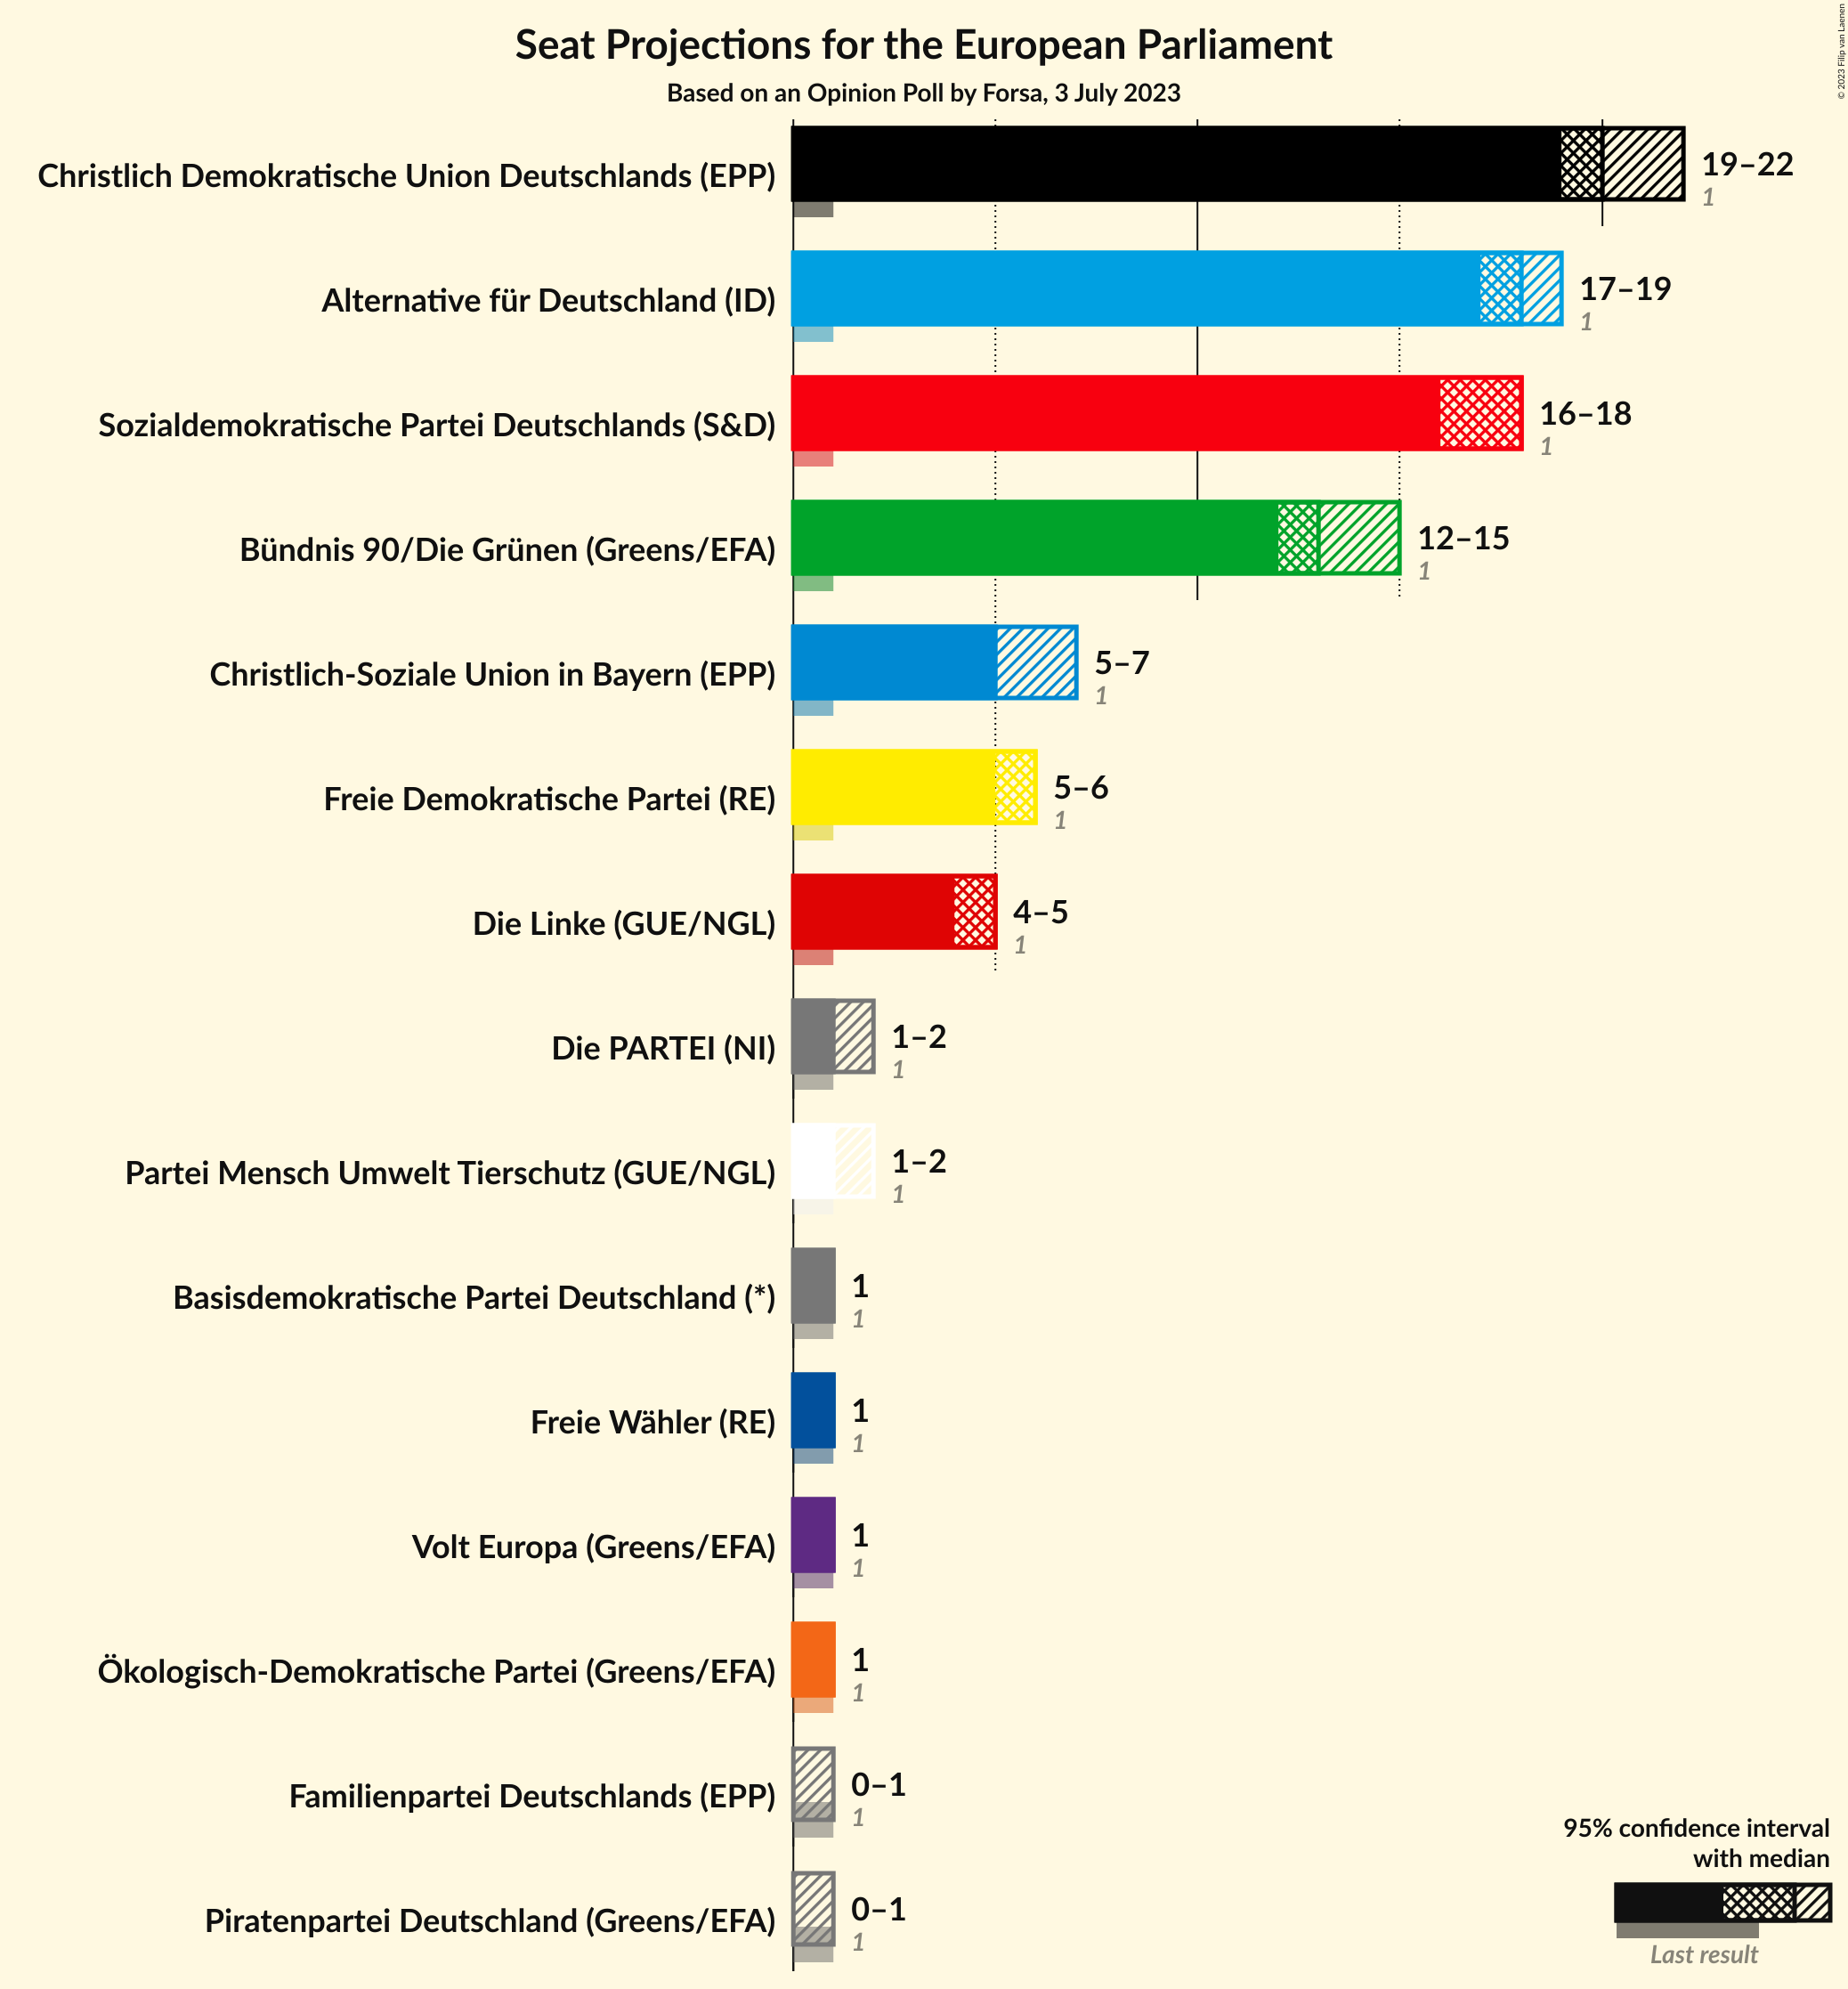 Seat Projections for the European Parliament
Based on an Opinion Poll by Forsa, 3 July 2023
© 2023 Filip van Laenen
Christlich Demokratische Union Deutschlands (EPP)
19–22
1
Alternative für Deutschland (ID)
17–19
1
Sozialdemokratische Partei Deutschlands (S&D)
16–18
1
Bündnis 90/Die Grünen (Greens/EFA)
12–15
1
Christlich-Soziale Union in Bayern (EPP)
5–7
1
Freie Demokratische Partei (RE)
5–6
1
Die Linke (GUE/NGL)
4–5
1
Die PARTEI (NI)
1–2
1
Partei Mensch Umwelt Tierschutz (GUE/NGL)
1–2
1
Basisdemokratische Partei Deutschland (*)
1
1
Freie Wähler (RE)
1
1
Volt Europa (Greens/EFA)
1
1
Ökologisch-Demokratische Partei (Greens/EFA)
1
1
Familienpartei Deutschlands (EPP)
0–1
1
Piratenpartei Deutschland (Greens/EFA)
0–1
1
95% confidence interval
with median
Last result